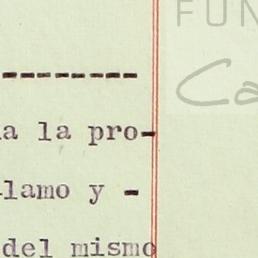 FUN
Ca
---------
a la pro-
lamo y -
del mismo